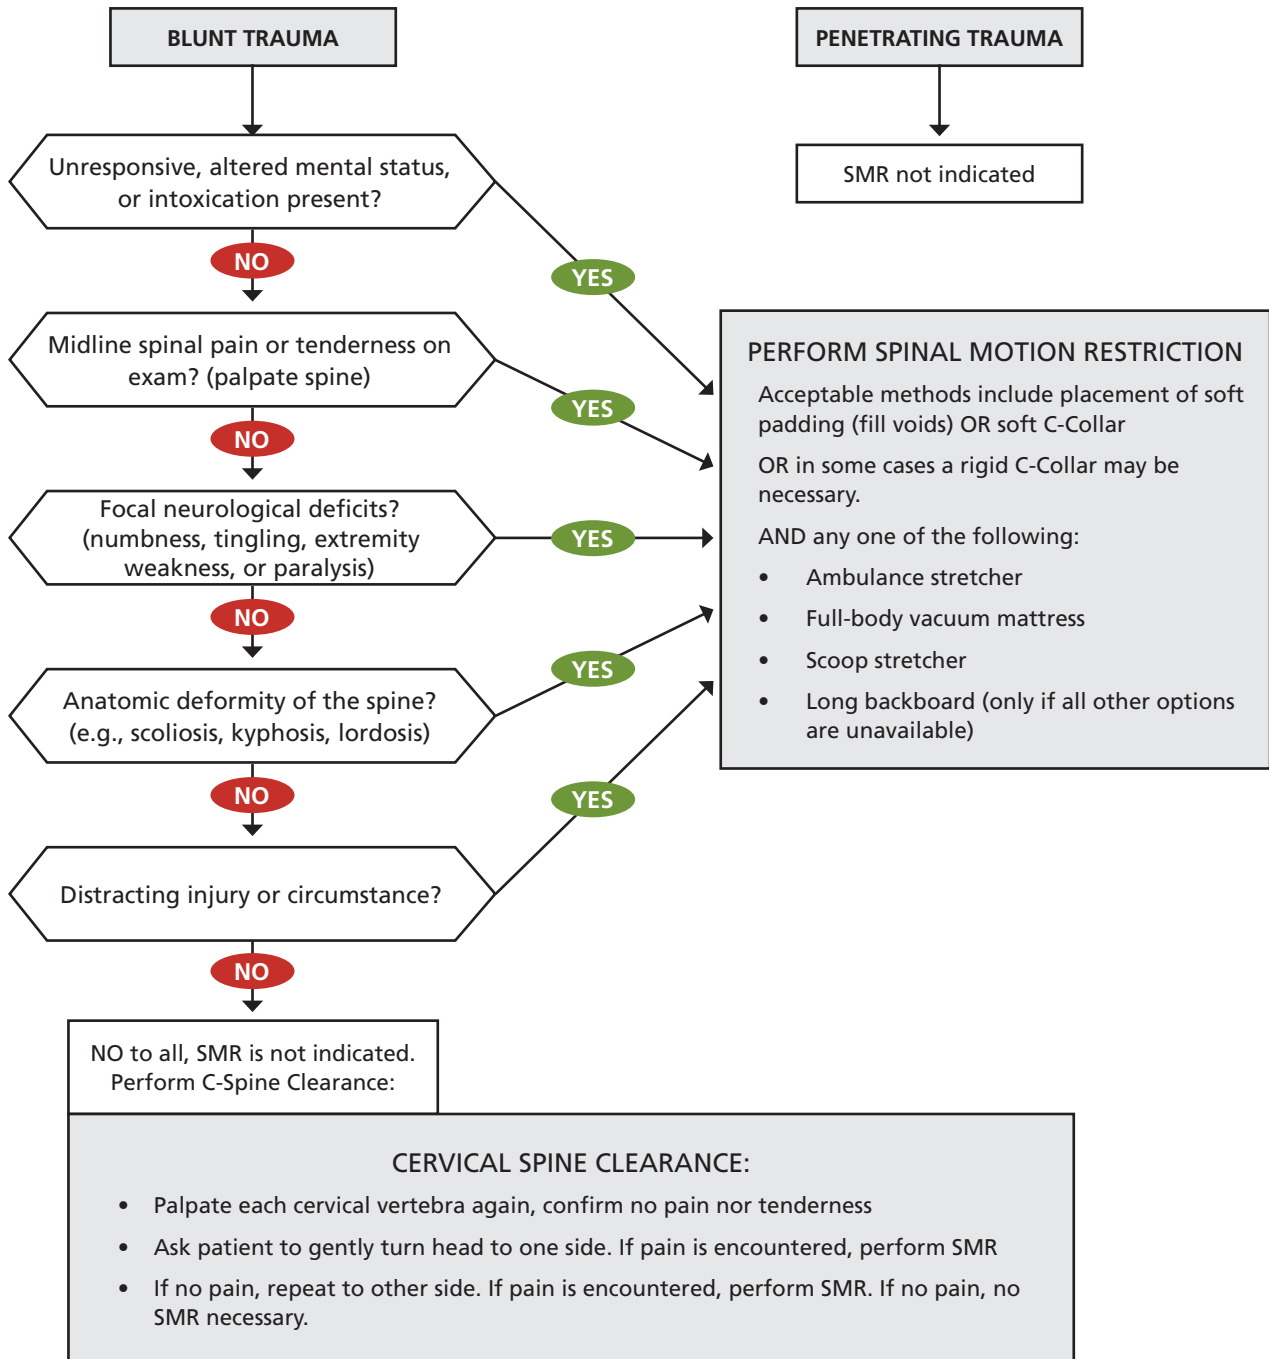 BLUNT TRAUMA
PENETRATING TRAUMA
Unresponsive, altered mental status,
or intoxication present?
SMR not indicated
NO
YES
Midline spinal pain or tenderness on
exam? (palpate spine)
YES
NO
Focal neurological deficits?
(numbness, tingling, extremity
weakness, or paralysis)
YES
NO
Anatomic deformity of the spine?
(e.g., scoliosis, kyphosis, lordosis)
YES
NO
Distracting injury or circumstance?
YES
NO
PERFORM SPINAL MOTION RESTRICTION
Acceptable methods include placement of soft
padding (fill voids) OR soft C-Collar
OR in some cases a rigid C-Collar may be
necessary.
AND any one of the following:
• Ambulance stretcher
• Full-body vacuum mattress
• Scoop stretcher
• Long backboard (only if all other options
are unavailable)
NO to all, SMR is not indicated.
Perform C-Spine Clearance:
CERVICAL SPINE CLEARANCE:
• Palpate each cervical vertebra again, confirm no pain nor tenderness
• Ask patient to gently turn head to one side. If pain is encountered, perform SMR
• If no pain, repeat to other side. If pain is encountered, perform SMR. If no pain, no
SMR necessary.